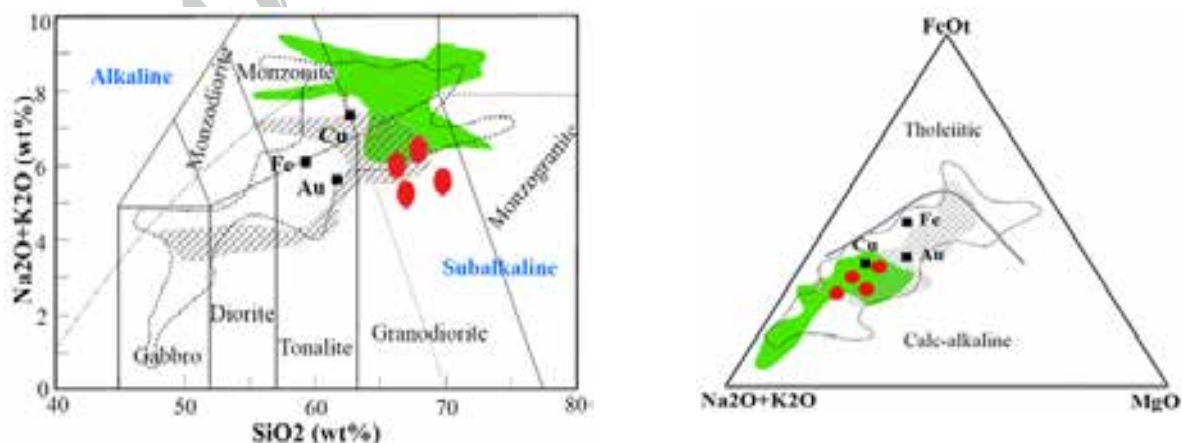 10
8
6
4
2
0
40
50
60
70
80
Na2O+K2O (wt%)
SiO2 (wt%)
Alkaline
Monzodiorite
Monzonite
Cu
Fe
Au
Monzogranite
Subalkaline
Diorite
Gabbro
Tonalite
Granodiorite
FeOt
Tholeiitic
Fe
Cu
Au
Calc-alkaline
Na2O+K2O
MgO